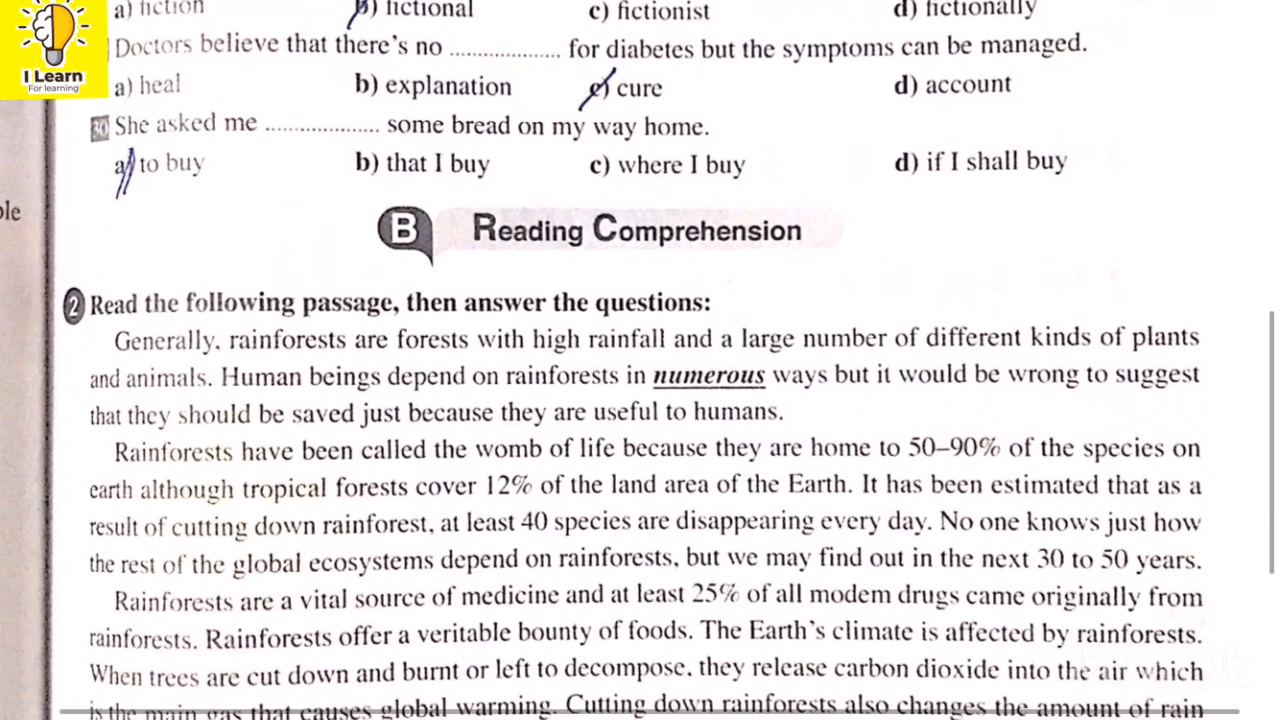 a) fiction b) fictional c) fictionist d) fictionally
Doctors believe that there's no .................... for diabetes but the symptoms can be managed.
I Learn
For learning
a) heal b) explanation c) cure d) account
30 She asked me .................... some bread on my way home.
a) to buy b) that I buy c) where I buy d) if I shall buy
ple
B Reading Comprehension
2 Read the following passage, then answer the questions:
Generally, rainforests are forests with high rainfall and a large number of different kinds of plants
and animals. Human beings depend on rainforests in numerous ways but it would be wrong to suggest
that they should be saved just because they are useful to humans.
Rainforests have been called the womb of life because they are home to 50–90% of the species on
earth although tropical forests cover 12% of the land area of the Earth. It has been estimated that as a
result of cutting down rainforest, at least 40 species are disappearing every day. No one knows just how
the rest of the global ecosystems depend on rainforests, but we may find out in the next 30 to 50 years.
Rainforests are a vital source of medicine and at least 25% of all modem drugs came originally from
rainforests. Rainforests offer a veritable bounty of foods. The Earth's climate is affected by rainforests.
When trees are cut down and burnt or left to decompose, they release carbon dioxide into the air which
is the main gas that causes global warming. Cutting down rainforests also changes the amount of rain